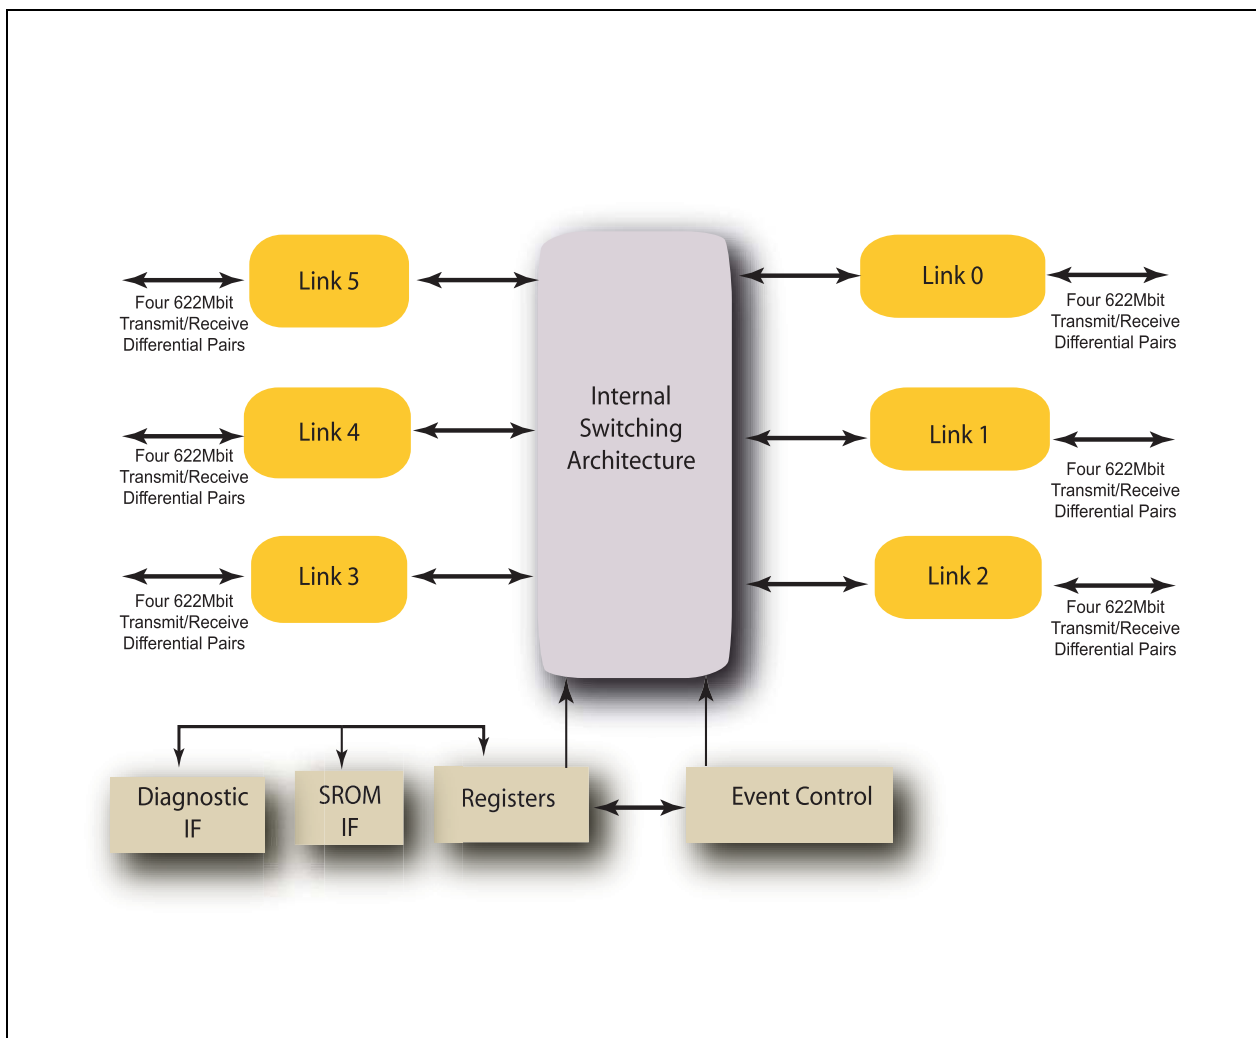 Link 5
Four 622Mbit
Transmit/Receive
Differential Pairs
Link 4
Four 622Mbit
Transmit/Receive
Differential Pairs
Link 3
Four 622Mbit
Transmit/Receive
Differential Pairs
Internal
Switching
Architecture
Link 0
Four 622Mbit
Transmit/Receive
Differential Pairs
Link 1
Four 622Mbit
Transmit/Receive
Differential Pairs
Link 2
Four 622Mbit
Transmit/Receive
Differential Pairs
Diagnostic
IF
SROM
IF
Registers
Event Control